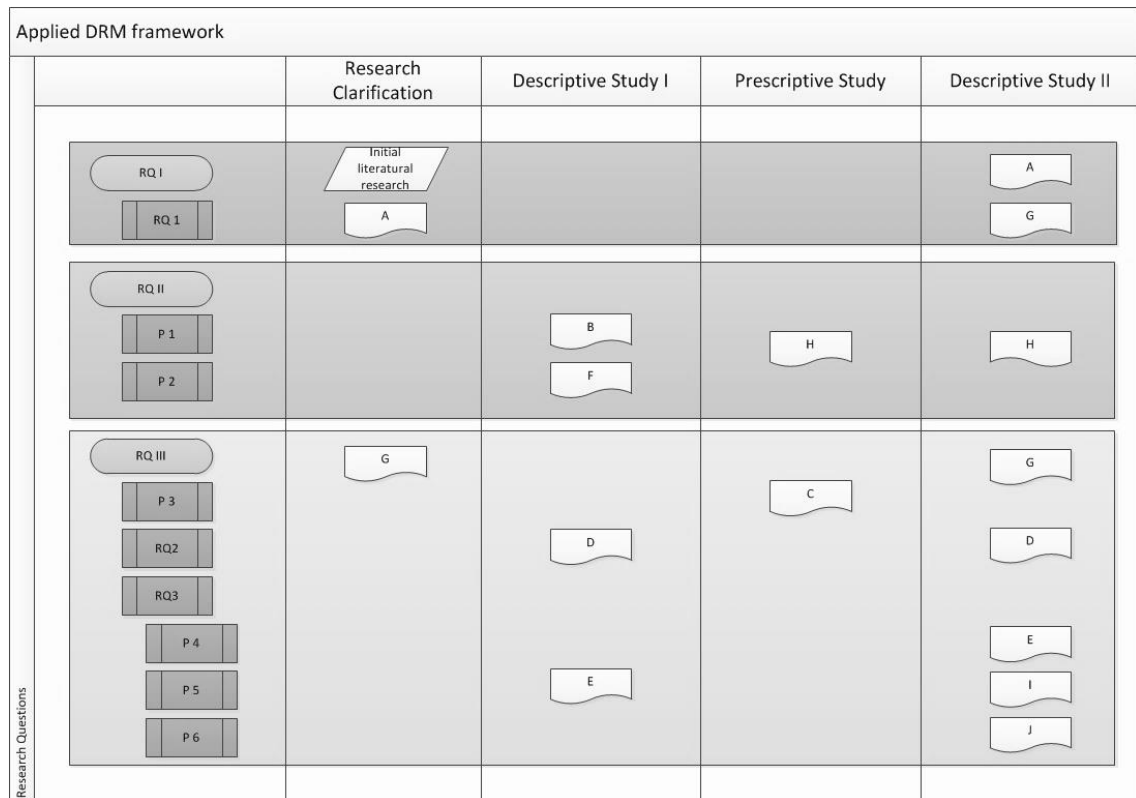 Applied DRM framework
Research
Clarification
Descriptive Study I
Prescriptive Study
Descriptive Study II
RQ I
Initial
literatural
research
A
RQ 1
A
G
RQ II
P 1
B
H
H
P 2
F
RQ III
G
G
P 3
C
RQ2
D
D
RQ3
P 4
E
P 5
E
I
P 6
J
Research Questions